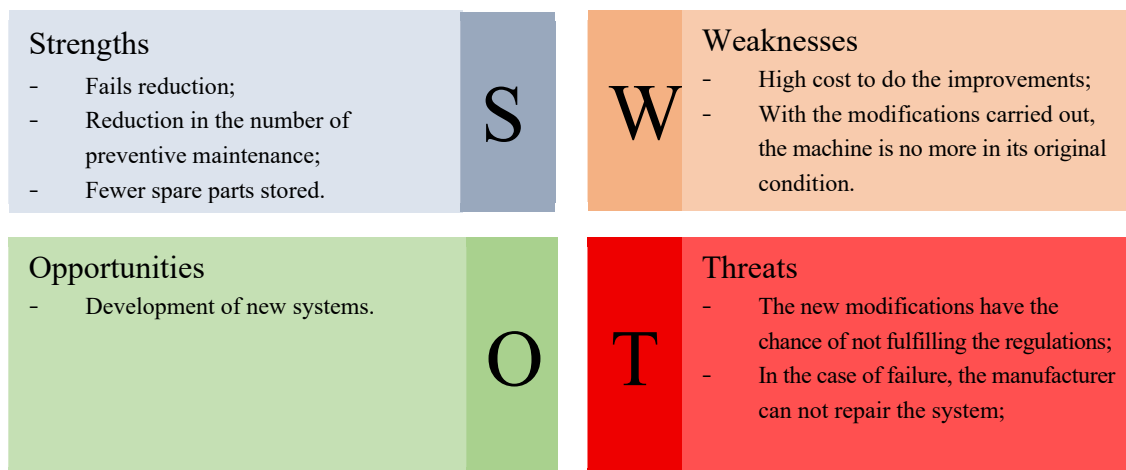 Strengths
- Fails reduction;
- Reduction in the number of
preventive maintenance;
- Fewer spare parts stored.
S
W
Weaknesses
- High cost to do the improvements;
- With the modifications carried out,
the machine is no more in its original
condition.
Opportunities
- Development of new systems.
O
T
Threats
- The new modifications have the
chance of not fulfilling the regulations;
- In the case of failure, the manufacturer
can not repair the system;